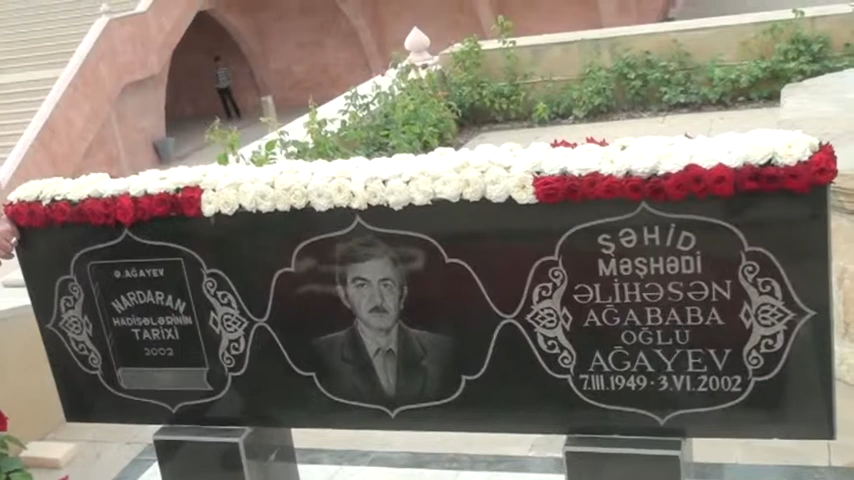 Ə.AĞAYEV
NARDARAN
HADİSƏLƏRİNİN
TARİXİ
2002
ŞƏHİD
MƏŞHƏDİ
ƏLİHƏSƏN
AĞABABA
OĞLU
AĞAYEV
7.III.1949-3.VI.2002